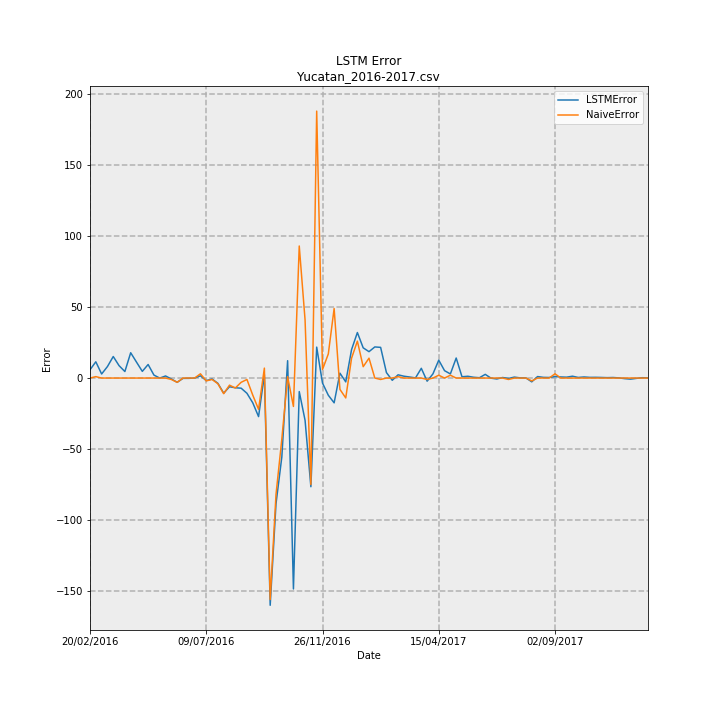 LSTM Error
Yucatan_2016-2017.csv
LSTMError
NaiveError
200
150
100
50
0
−50
−100
−150
Error
20/02/2016
09/07/2016
26/11/2016
15/04/2017
02/09/2017
Date